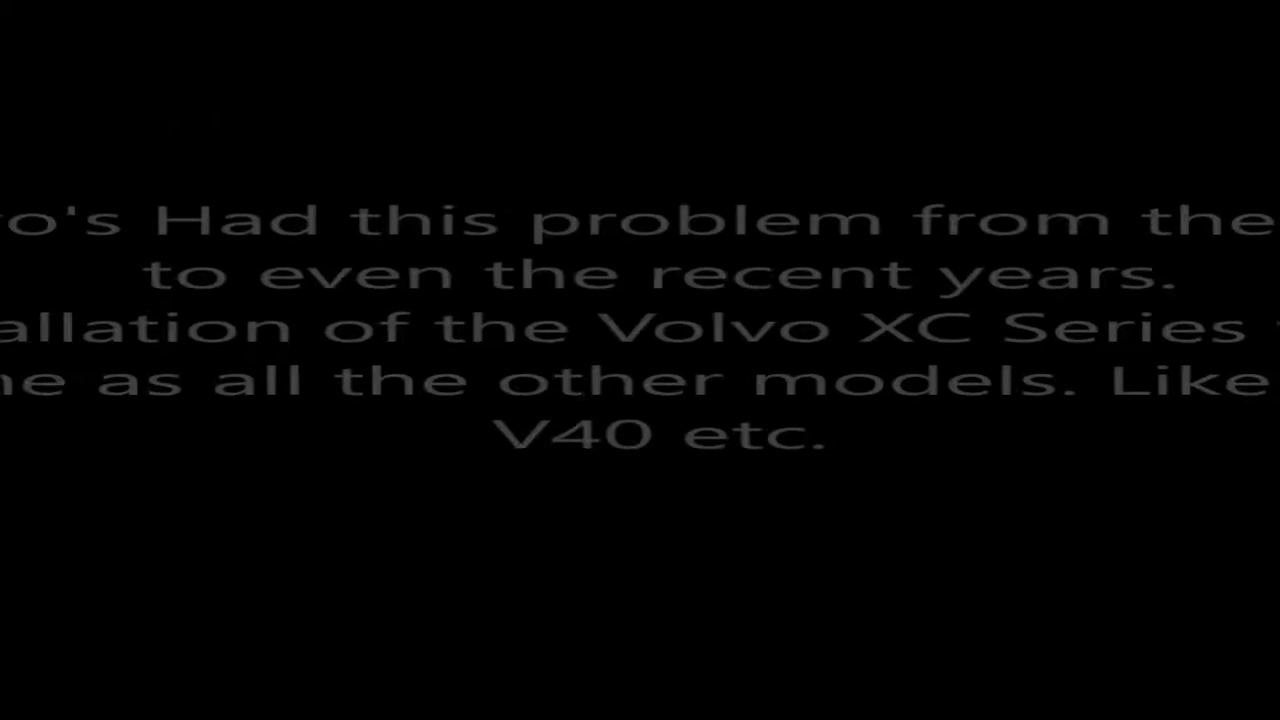 o's Had this problem from the
to even the recent years.
allation of the Volvo XC Series
e as all the other models. Like
V40 etc.